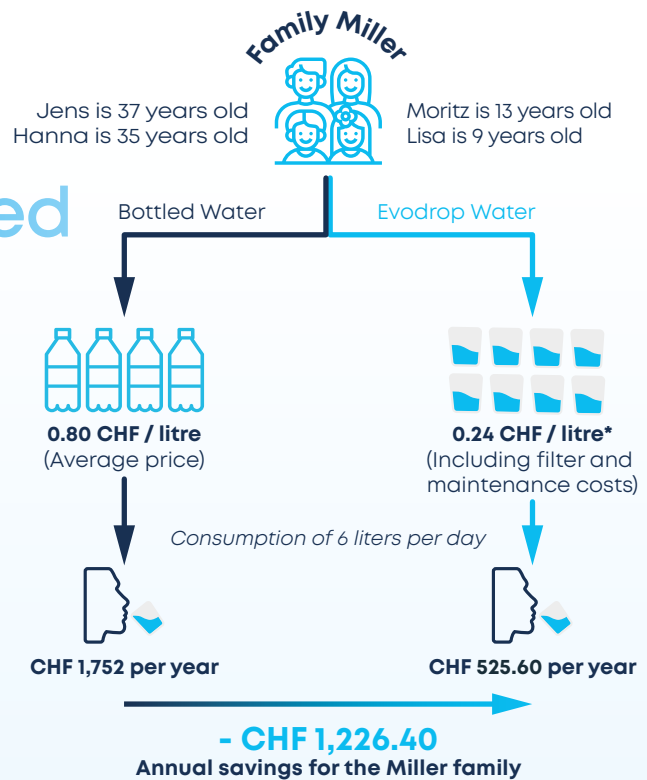 Family Miller
Jens is 37 years old
Hanna is 35 years old
Moritz is 13 years old
Lisa is 9 years old
ed
Bottled Water
Evodrop Water
0.80 CHF / litre
(Average price)
0.24 CHF / litre*
(Including filter and
maintenance costs)
Consumption of 6 liters per day
CHF 1,752 per year
CHF 525.60 per year
- CHF 1,226.40
Annual savings for the Miller family